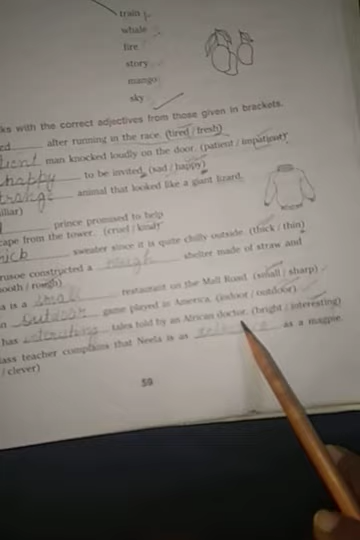 train
whale
fire
story
mango
sky
ks with the correct adjectives from those given in brackets.
ed after running in the race. (tired / fresh)
man knocked loudly on the door. (patient / impatient)
happy to be invited. (sad / happy)
strange animal that looked like a giant lizard.
iliar)
prince promised to help
cape from the tower. (cruel / kind)
hick sweater since it is quite chilly outside. (thick / thin)
rusoe constructed a rough shelter made of straw and
ooth / rough)
a is a small restaurant on the Mall Road. (small / sharp)
n outdoor game played in America. (indoor / outdoor)
has interesting tales told by an African doctor. (bright / interesting)
lass teacher complains that Neela is as as a magpie.
/ clever)
59